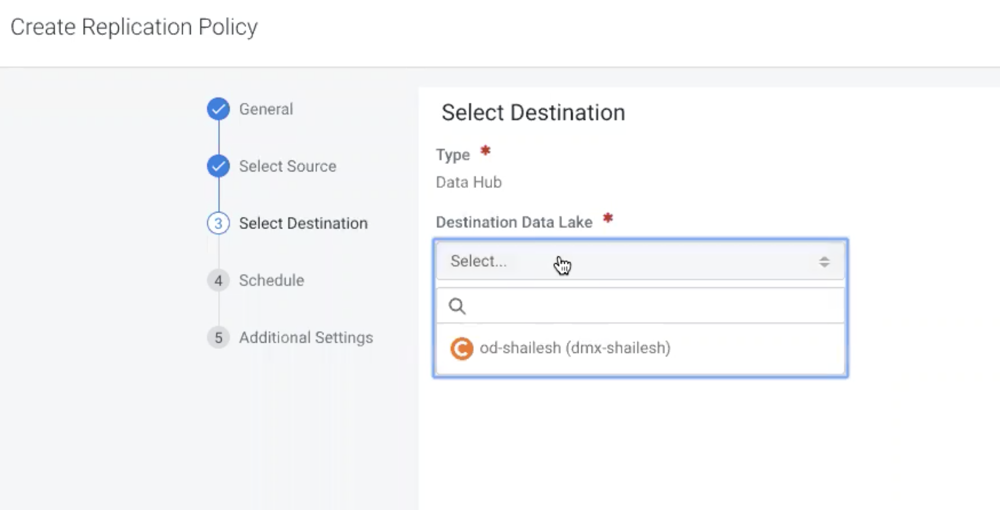 Create Replication Policy
General
Select Source
3 Select Destination
4 Schedule
5 Additional Settings
Select Destination
Type *
Data Hub
Destination Data Lake *
Select...
C od-shailesh (dmx-shailesh)